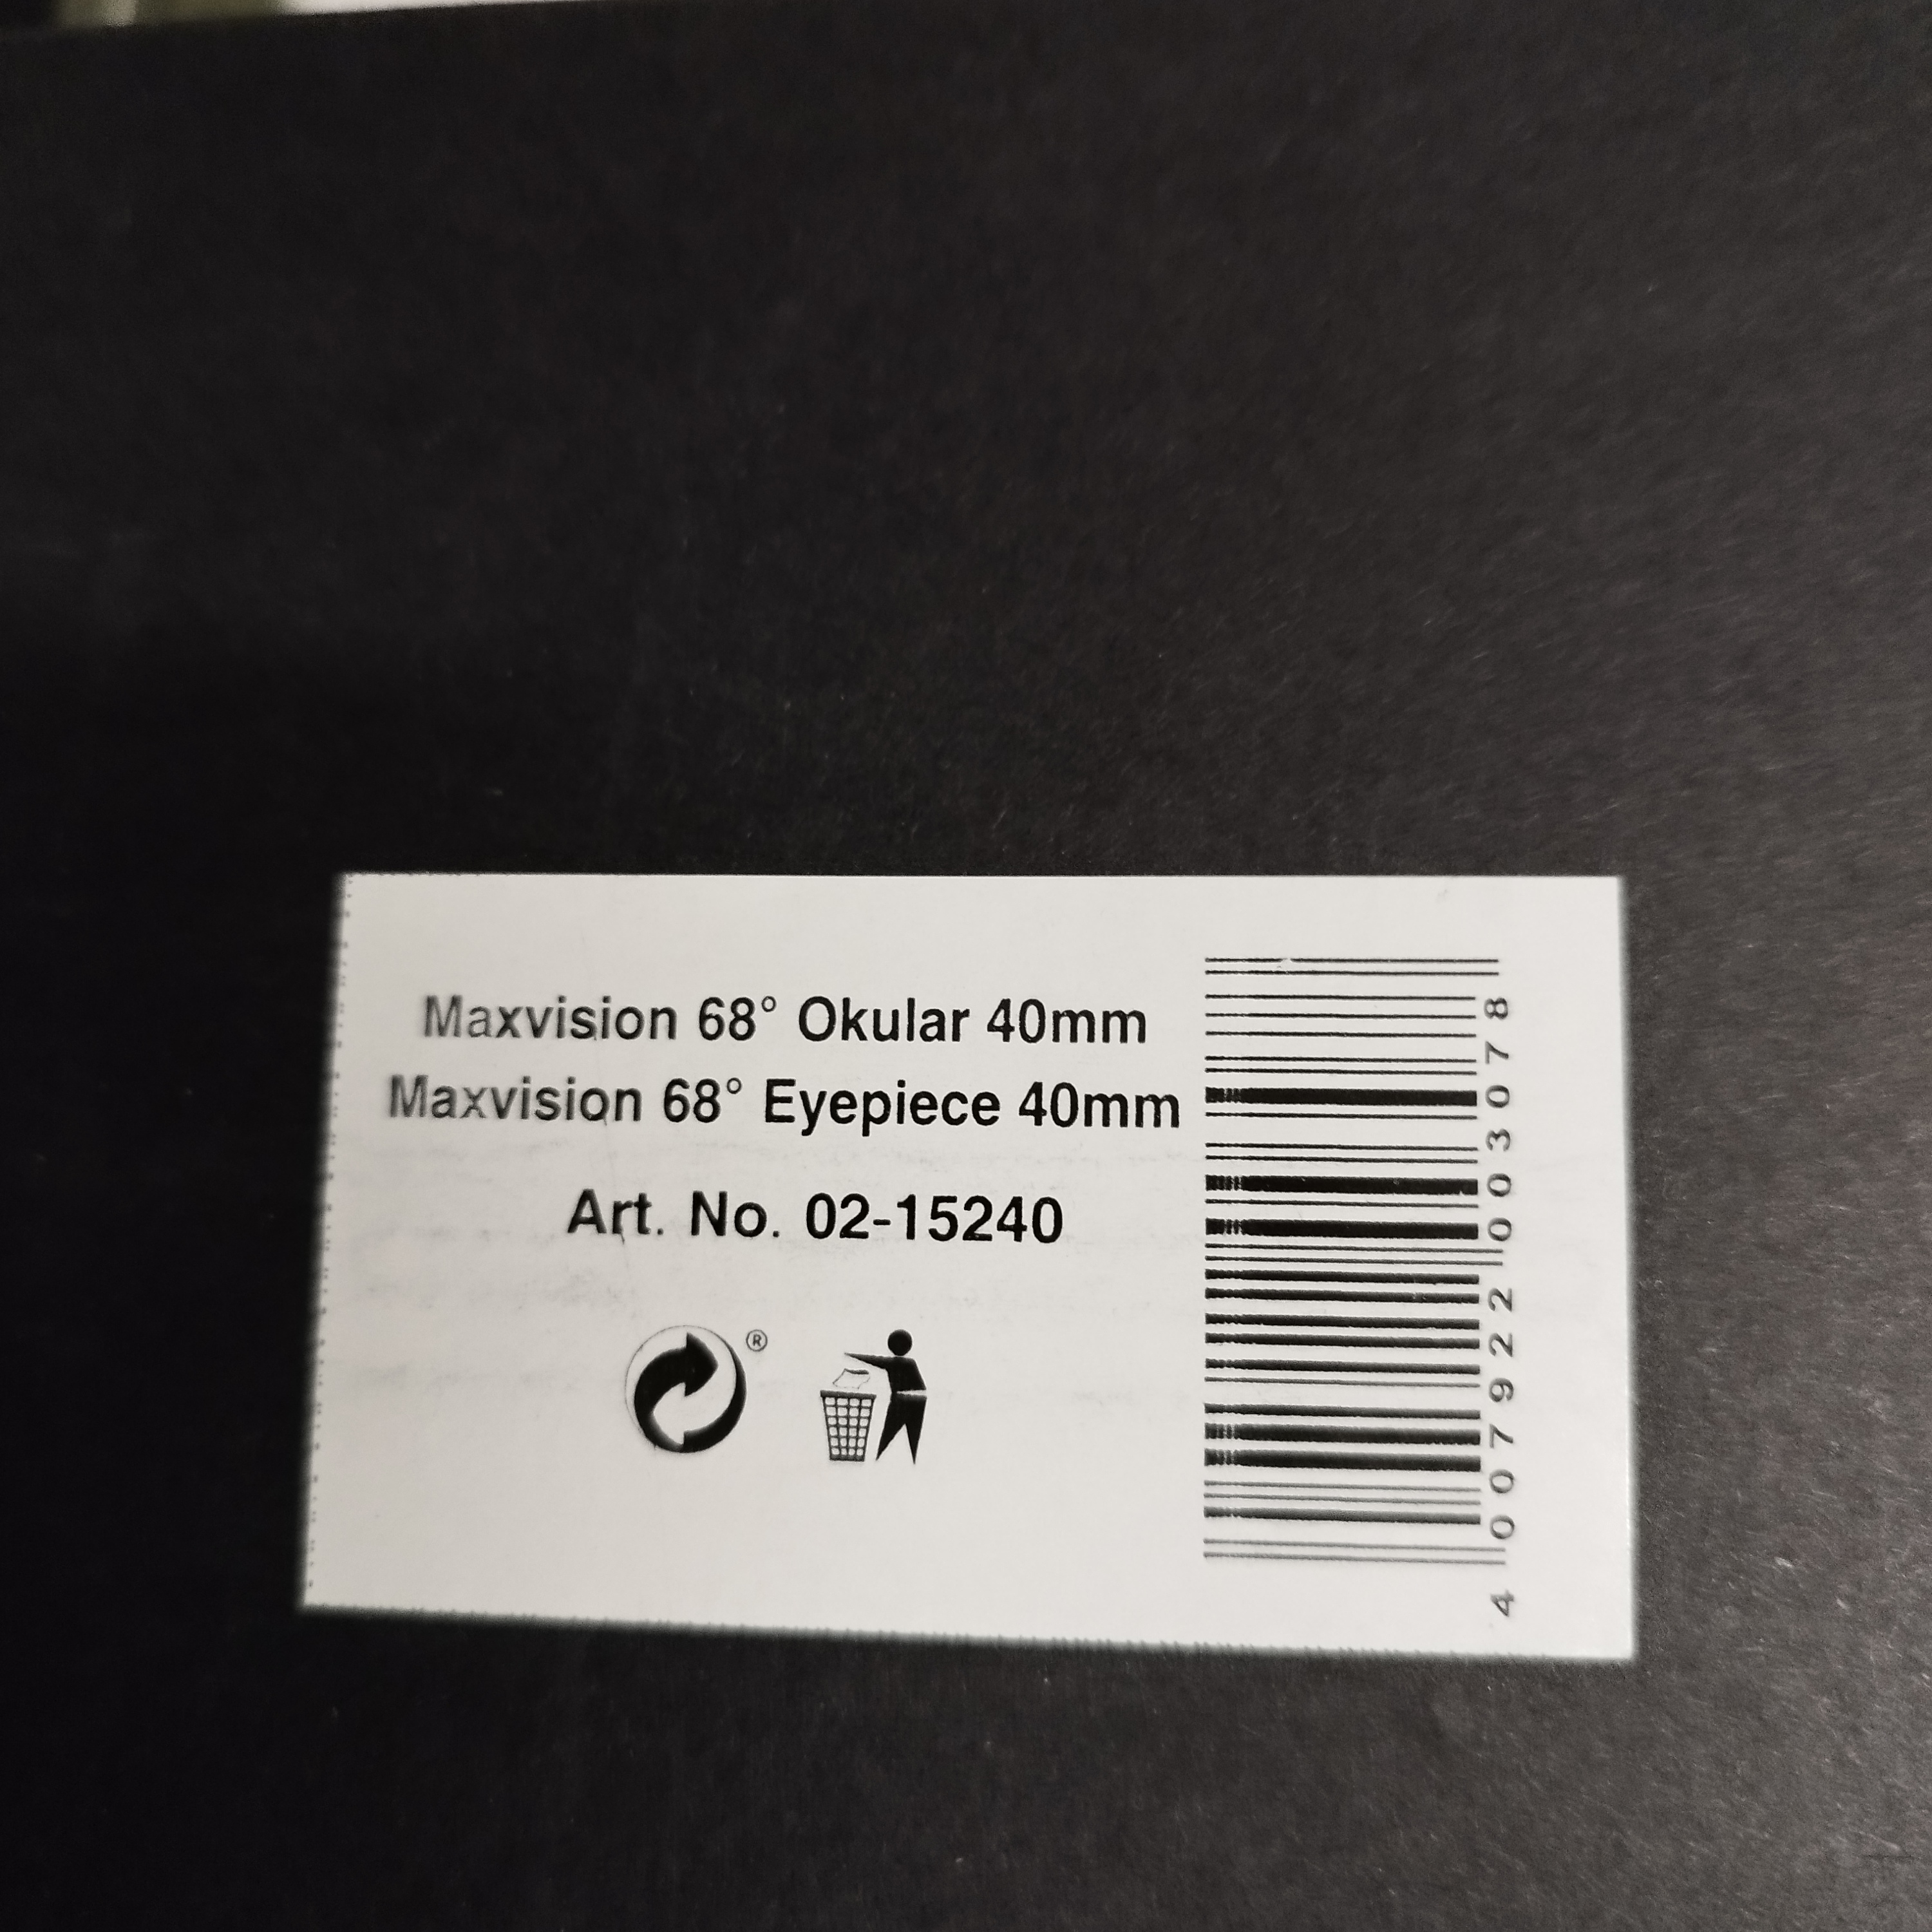 Maxvision 68° Okular 40mm
Maxvision 68° Eyepiece 40mm
Art. No. 02-15240
®
4 007922 003078